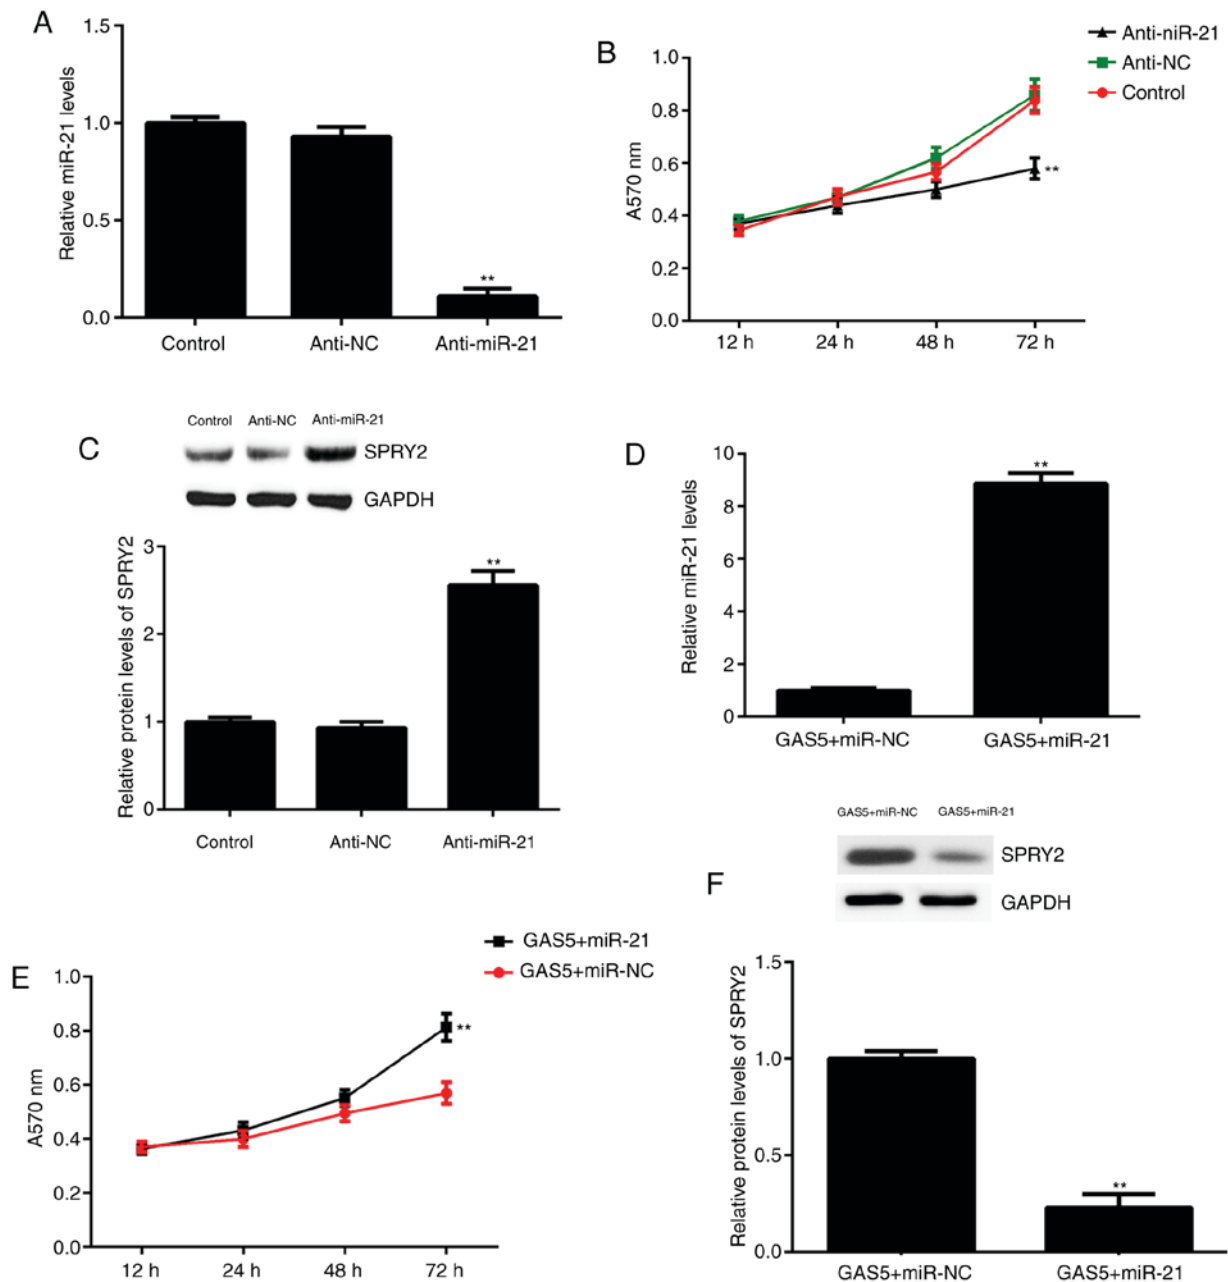 A
1.5
1.0
0.5
0.0
Relative miR-21 levels
**
Control Anti-NC Anti-miR-21
B
Anti-niR-21
Anti-NC
Control
1.0
0.8
0.6
0.4
0.2
0.0
A570 nm
**
12 h 24 h 48 h 72 h
C
Control Anti-NC Anti-miR-21
SPRY2
GAPDH
3
2
1
0
Relative protein levels of SPRY2
**
Control Anti-NC Anti-miR-21
D
10
8
6
4
2
0
Relative miR-21 levels
**
GAS5+miR-NC GAS5+miR-21
E
GAS5+miR-21
GAS5+miR-NC
1.0
0.8
0.6
0.4
0.2
0.0
A570 nm
**
12 h 24 h 48 h 72 h
F
GAS5+miR-NC GAS5+miR-21
SPRY2
GAPDH
1.5
1.0
0.5
0.0
Relative protein levels of SPRY2
**
GAS5+miR-NC GAS5+miR-21